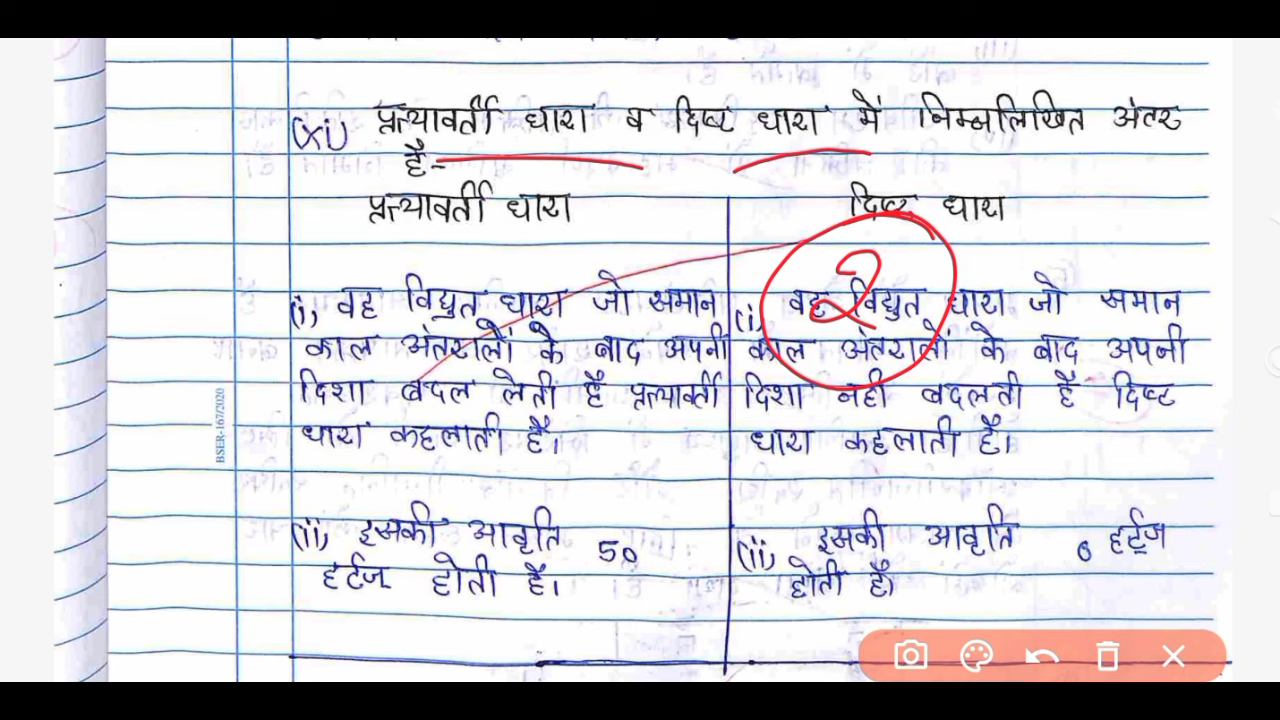 (xi) प्रत्यावर्ती धारा व दिष्ट धारा में निम्नलिखित अंतर
है-
प्रत्यावर्ती धारा
दिष्ट धारा
(i) वह विद्युत धारा जो समान
काल अंतरालों के बाद अपनी
दिशा बदल लेती है प्रत्यावर्ती
धारा कहलाती है।
(ii) इसकी आवृति 50
हर्टज होती है।
(i) वह विद्युत धारा जो समान
काल अंतरालों के बाद अपनी
दिशा नही बदलती है दिष्ट
धारा कहलाती है।
(ii) इसकी आवृति 0 हर्ट्ज
होती है।
2
BSER-167/2020